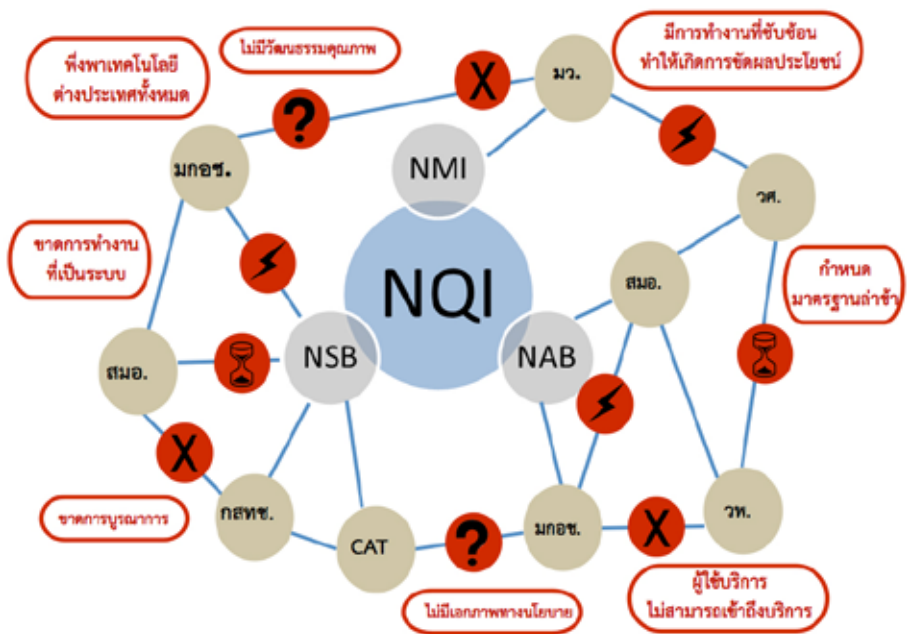 ไม่มีวัฒนธรรมคุณภาพ
มีการทำงานที่ซับซ้อน
ทำให้เกิดการขัดผลประโยชน์
พึ่งพาเทคโนโลยี
ต่างประเทศทั้งหมด
มว.
X
?
มกอช.
NMI
วศ.
ขาดการทำงาน
ที่เป็นระบบ
NQI
สมอ.
กำหนด
มาตรฐานล่าช้า
สมอ.
NSB
NAB
X
ขาดการบูรณาการ
กสทช.
CAT
?
มกอช.
X
วพ.
ไม่มีเอกภาพทางนโยบาย
ผู้ใช้บริการ
ไม่สามารถเข้าถึงบริการ